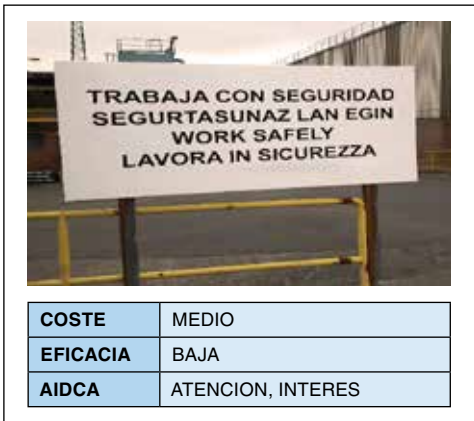 TRABAJA CON SEGURIDAD
SEGURTASUNAZ LAN EGIN
WORK SAFELY
LAVORA IN SICUREZZA
COSTE MEDIO
EFICACIA BAJA
AIDCA ATENCION, INTERES